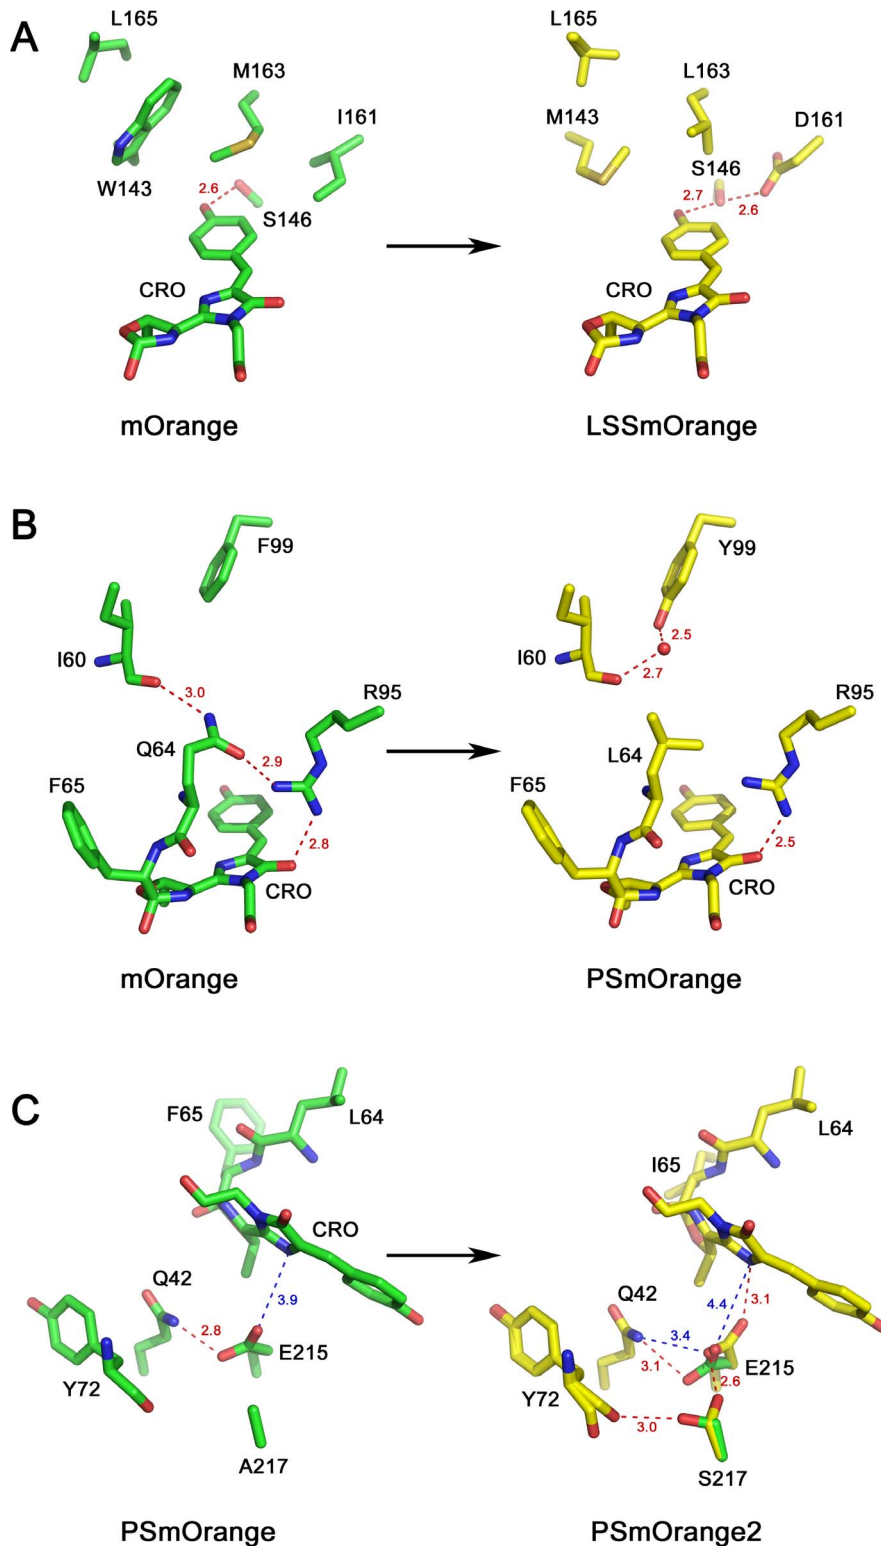 A
L165
L165
M163
L163
I161
D161
M143
S146
W143
2.6
S146
2.7
2.6
CRO
CRO
mOrange
LSSmOrange
B
F99
Y99
I60
I60
2.5
2.7
3.0
R95
R95
Q64
L64
2.9
F65
F65
2.8
2.5
CRO
CRO
mOrange
PSmOrange
C
F65
L64
L64
I65
CRO
Q42
Q42
3.9
4.4
3.1
2.8
3.4
E215
3.1
E215
2.6
Y72
Y72
3.0
A217
S217
PSmOrange
PSmOrange2